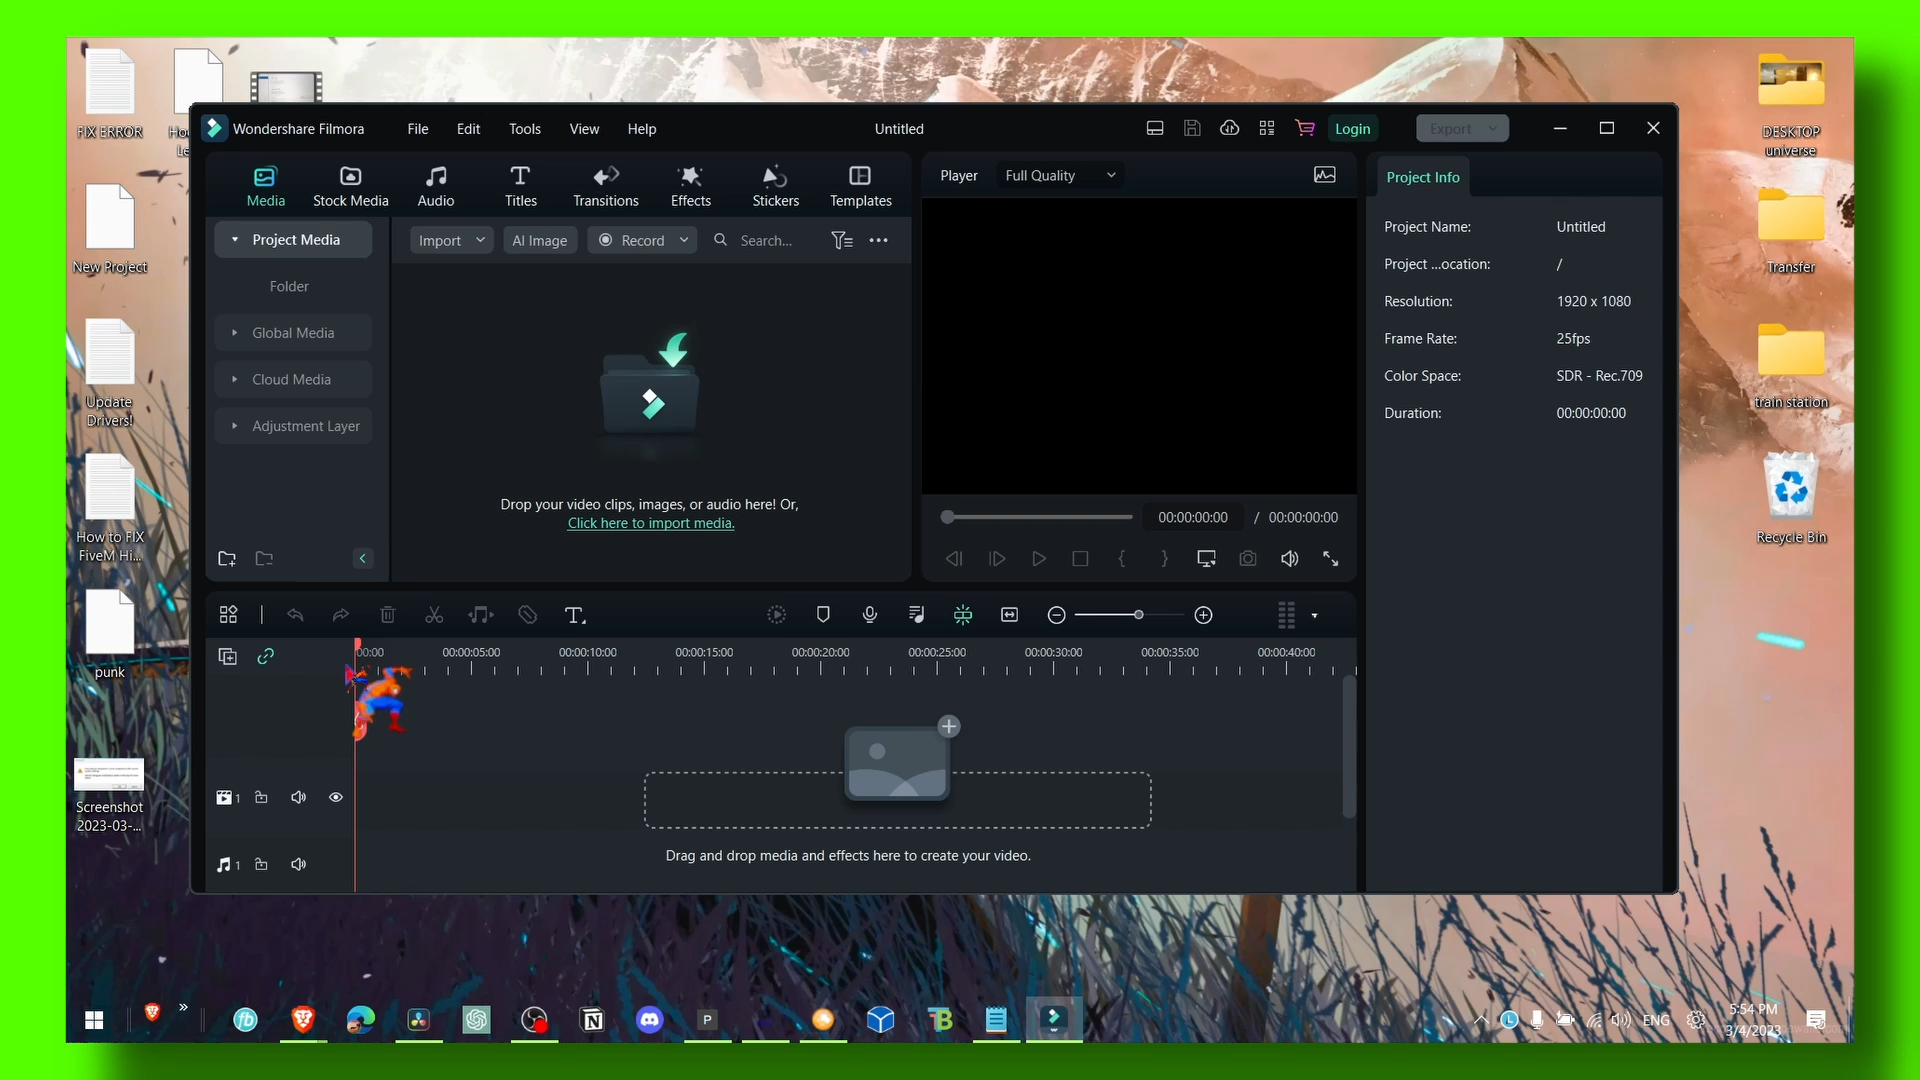 FIX ERROR
New Project
Update
Drivers!
How to FIX
FiveM Hi...
punk
Screenshot
2023-03-...
Wondershare Filmora
File
Edit
Tools
View
Help
Untitled
Login
Export
Media
Stock Media
Audio
Titles
Transitions
Effects
Stickers
Templates
Project Media
Folder
Global Media
Cloud Media
Adjustment Layer
Import
AI Image
Record
Search...
Drop your video clips, images, or audio here! Or,
Click here to import media.
Player
Full Quality
00:00:00:00 / 00:00:00:00
Project Info
Project Name: Untitled
Project ...ocation: /
Resolution: 1920 x 1080
Frame Rate: 25fps
Color Space: SDR - Rec.709
Duration: 00:00:00:00
00:00
00:00:05:00
00:00:10:00
00:00:15:00
00:00:20:00
00:00:25:00
00:00:30:00
00:00:35:00
00:00:40:00
1
1
Drag and drop media and effects here to create your video.
DESKTOP
universe
Transfer
train station
Recycle Bin
ENG
5:54 PM
3/4/2023